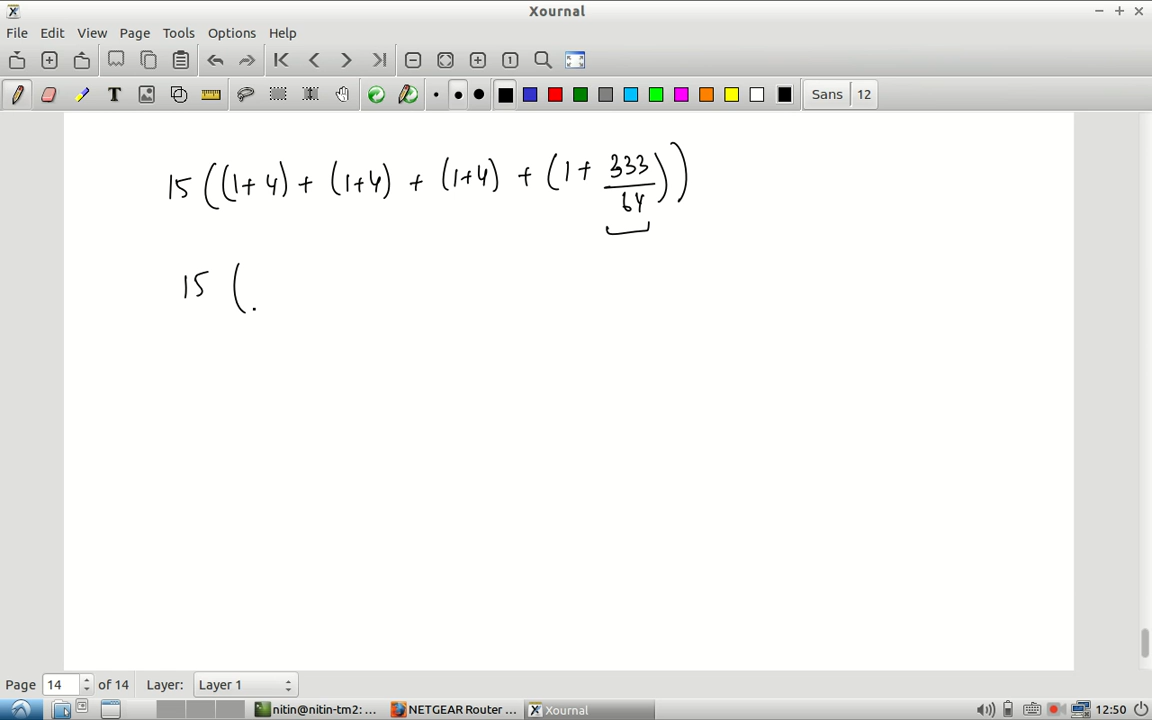 Xournal
File Edit View Page Tools Options Help
Sans 12
15 ((1+4) + (1+4) + (1+4) + (1 + 333/64))
15 (
Page 14 of 14 Layer: Layer 1
nitin@nitin-tm2: ... NETGEAR Router ... Xournal 12:50